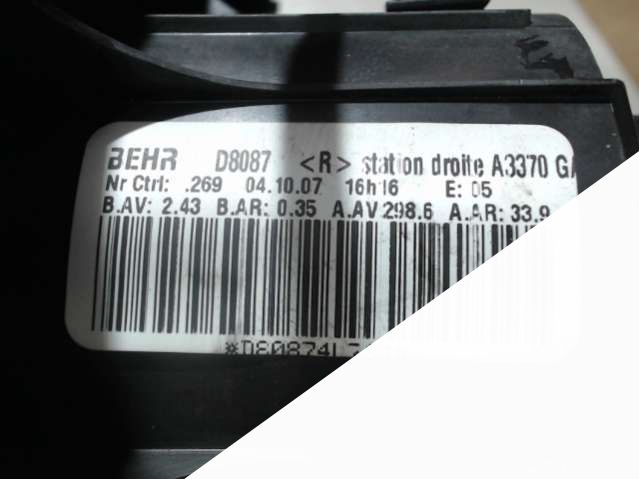 BEHR D8087 <R> station droite A3370
Nr Ctrl: .269 04.10.07 16h16 E: 05
B.AV: 2.43 B.AR: 0.35 A.AV:298.6 A.AR: 33.9